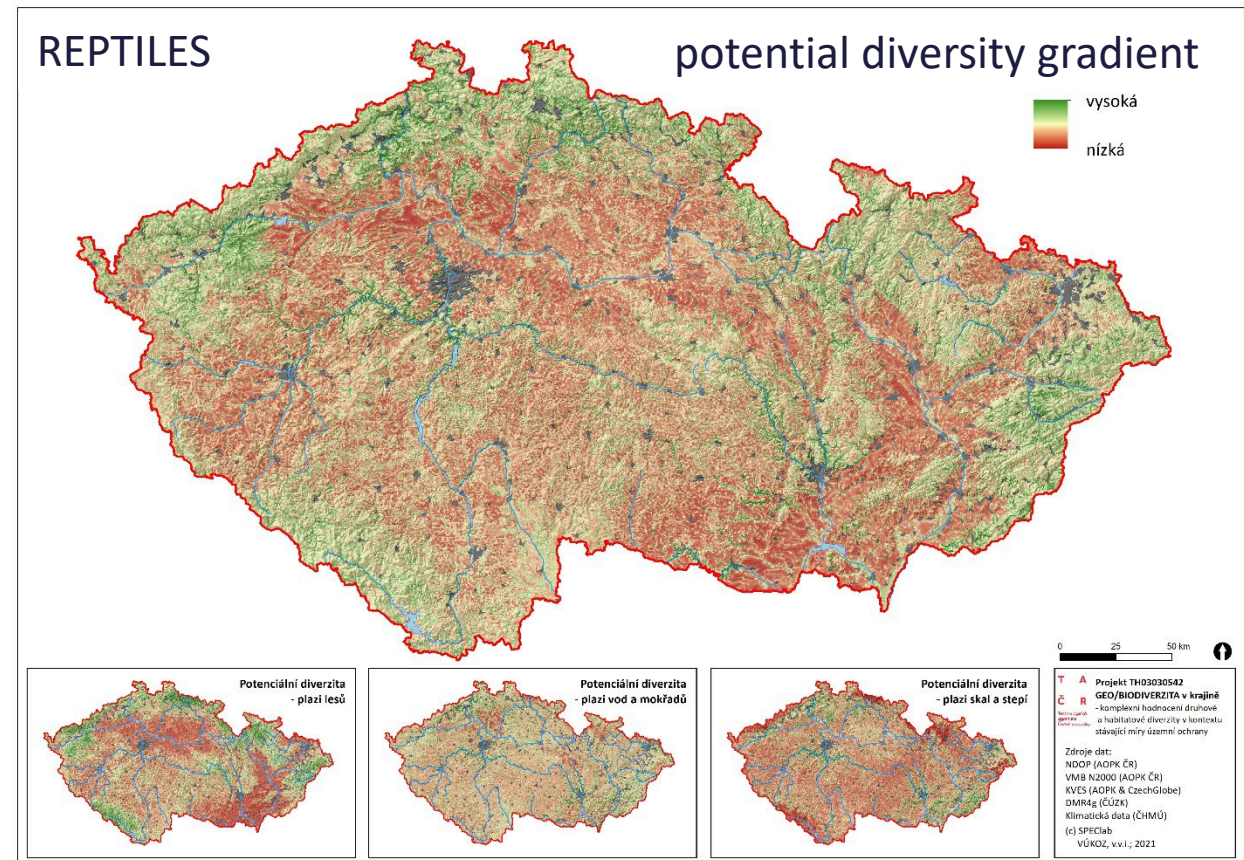 REPTILES
potential diversity gradient
vysoká
nízká
0 25 50 km
Potenciální diverzita
- plazi lesů
Potenciální diverzita
- plazi vod a mokřadů
Potenciální diverzita
- plazi skal a stepí
T A
Č R
Projekt TH03030542
GEO/BIODIVERZITA v krajině
- komplexní hodnocení druhové
a habitatové diverzity v kontextu
stávající míry územní ochrany
Zdroje dat:
NDOP (AOPK ČR)
VMB N2000 (AOPK ČR)
KVES (AOPK & CzechGlobe)
DMR4g (ČÚZK)
Klimatická data (ČHMÚ)
(c) SPEClab
VÚKOZ, v.v.i.; 2021